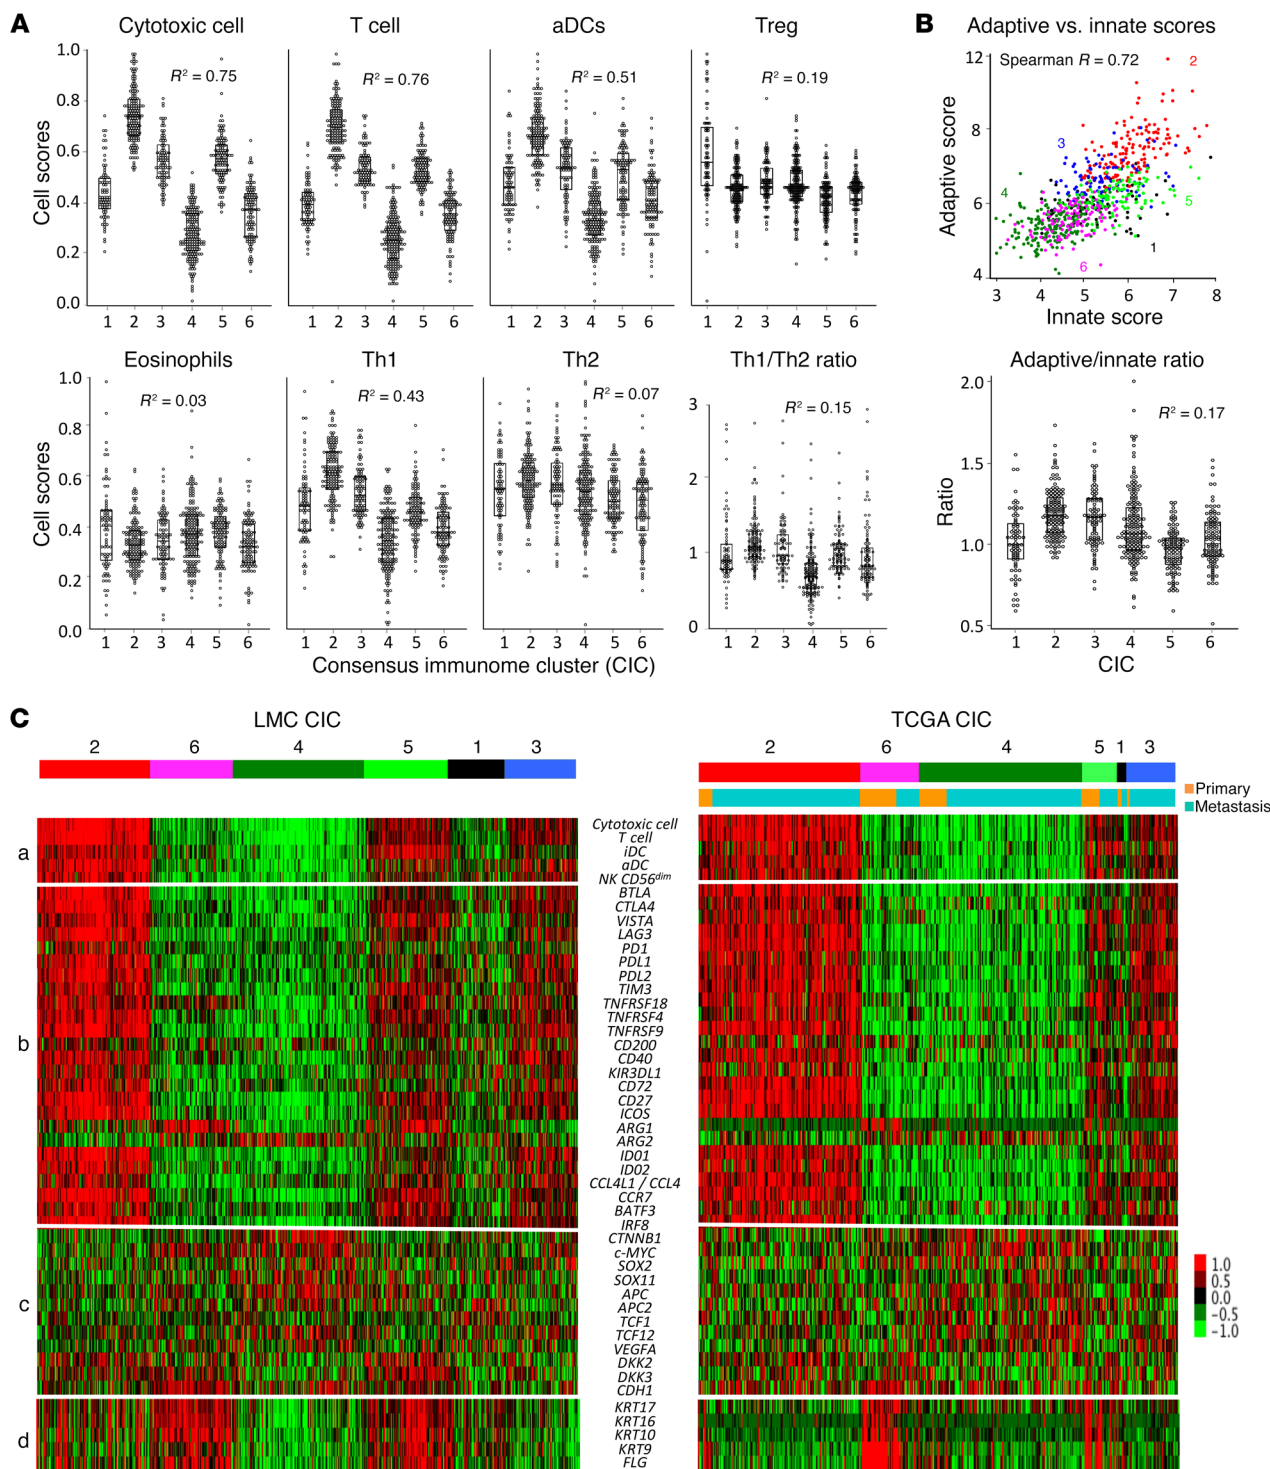 A
Cytotoxic cell
T cell
aDCs
Treg
B
Adaptive vs. innate scores
Cell scores
1.0
0.8
0.6
0.4
0.2
0.0
R² = 0.75
R² = 0.76
R² = 0.51
R² = 0.19
1 2 3 4 5 6
1 2 3 4 5 6
1 2 3 4 5 6
1 2 3 4 5 6
Adaptive score
12
8
6
4
Spearman R = 0.72
2
3
4
5
1
6
3 4 5 6 7 8
Innate score
Eosinophils
Th1
Th2
Th1/Th2 ratio
Adaptive/innate ratio
Cell scores
1.0
0.8
0.6
0.4
0.2
0.0
R² = 0.03
R² = 0.43
R² = 0.07
3
2
1
0
R² = 0.15
Ratio
2.0
1.5
1.0
0.5
R² = 0.17
1 2 3 4 5 6
1 2 3 4 5 6
1 2 3 4 5 6
1 2 3 4 5 6
1 2 3 4 5 6
Consensus immunome cluster (CIC)
CIC
C
LMC CIC
TCGA CIC
2 6 4 5 1 3
2 6 4 5 1 3
Primary
Metastasis
a
b
c
d
Cytotoxic cell
T cell
iDC
aDC
NK CD56dim
BTLA
CTLA4
VISTA
LAG3
PD1
PDL1
PDL2
TIM3
TNFRSF18
TNFRSF4
TNFRSF9
CD200
CD40
KIR3DL1
CD72
CD27
ICOS
ARG1
ARG2
IDO1
IDO2
CCL4L1 / CCL4
CCR7
BATF3
IRF8
CTNNB1
c-MYC
SOX2
SOX11
APC
APC2
TCF1
TCF12
VEGFA
DKK2
DKK3
CDH1
KRT17
KRT16
KRT10
KRT9
FLG
1.0
0.5
0.0
−0.5
−1.0